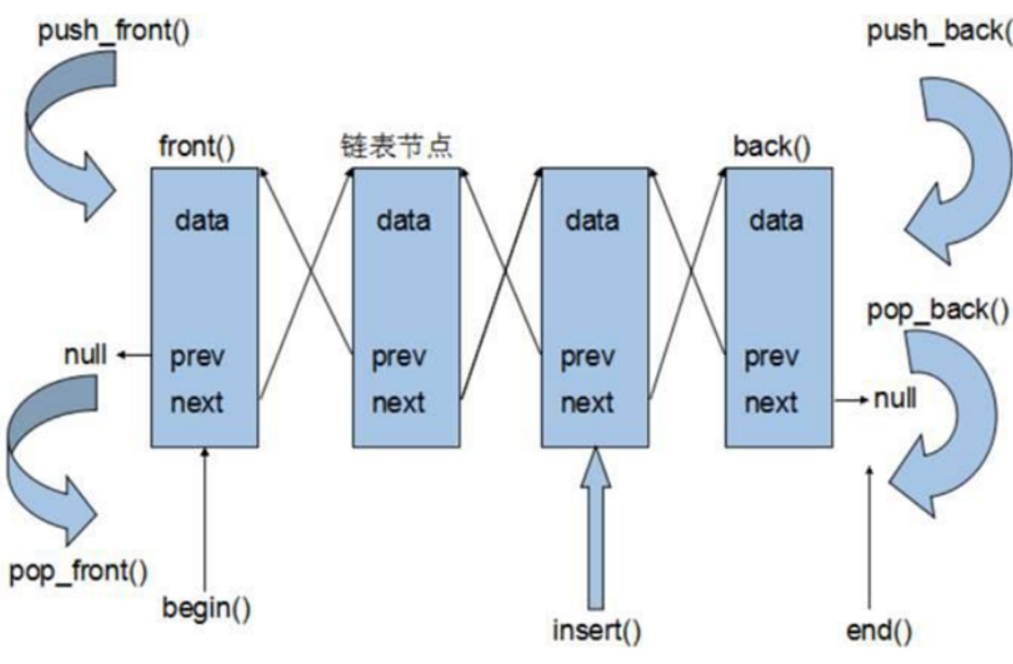 push_front()
push_back(
front()
链表节点
back()
data
data
data
data
pop_back()
null
prev
prev
prev
prev
next
next
next
next
null
pop_front()
begin()
insert()
end()